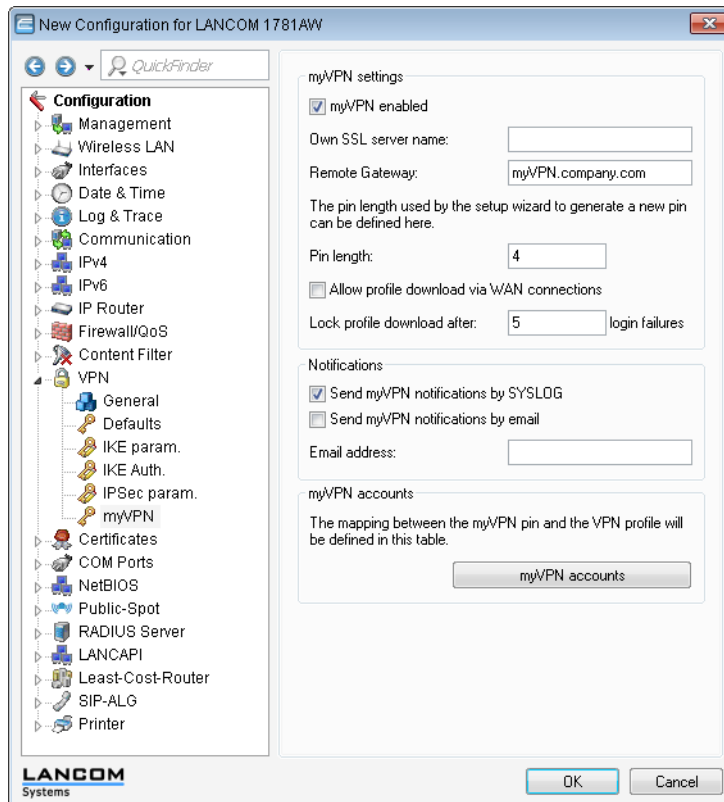 New Configuration for LANCOM 1781AW
QuickFinder
Configuration
Management
Wireless LAN
Interfaces
Date & Time
Log & Trace
Communication
IPv4
IPv6
IP Router
Firewall/QoS
Content Filter
VPN
General
Defaults
IKE param.
IKE Auth.
IPSec param.
myVPN
Certificates
COM Ports
NetBIOS
Public-Spot
RADIUS Server
LANCAPI
Least-Cost-Router
SIP-ALG
Printer
myVPN settings
myVPN enabled
Own SSL server name:
Remote Gateway: myVPN.company.com
The pin length used by the setup wizard to generate a new pin
can be defined here.
Pin length: 4
Allow profile download via WAN connections
Lock profile download after: 5 login failures
Notifications
Send myVPN notifications by SYSLOG
Send myVPN notifications by email
Email address:
myVPN accounts
The mapping between the myVPN pin and the VPN profile will
be defined in this table.
myVPN accounts
LANCOM
Systems
OK Cancel